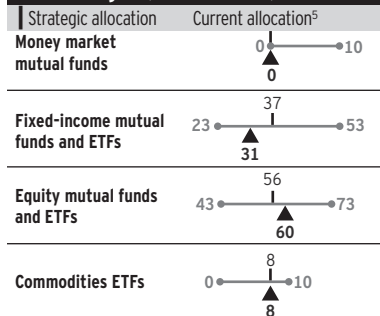 Strategic allocation Current allocation5
Money market
mutual funds
0 10
0
37
Fixed-income mutual
funds and ETFs
23 53
31
56
Equity mutual funds
and ETFs
43 73
60
8
Commodities ETFs
0 10
8